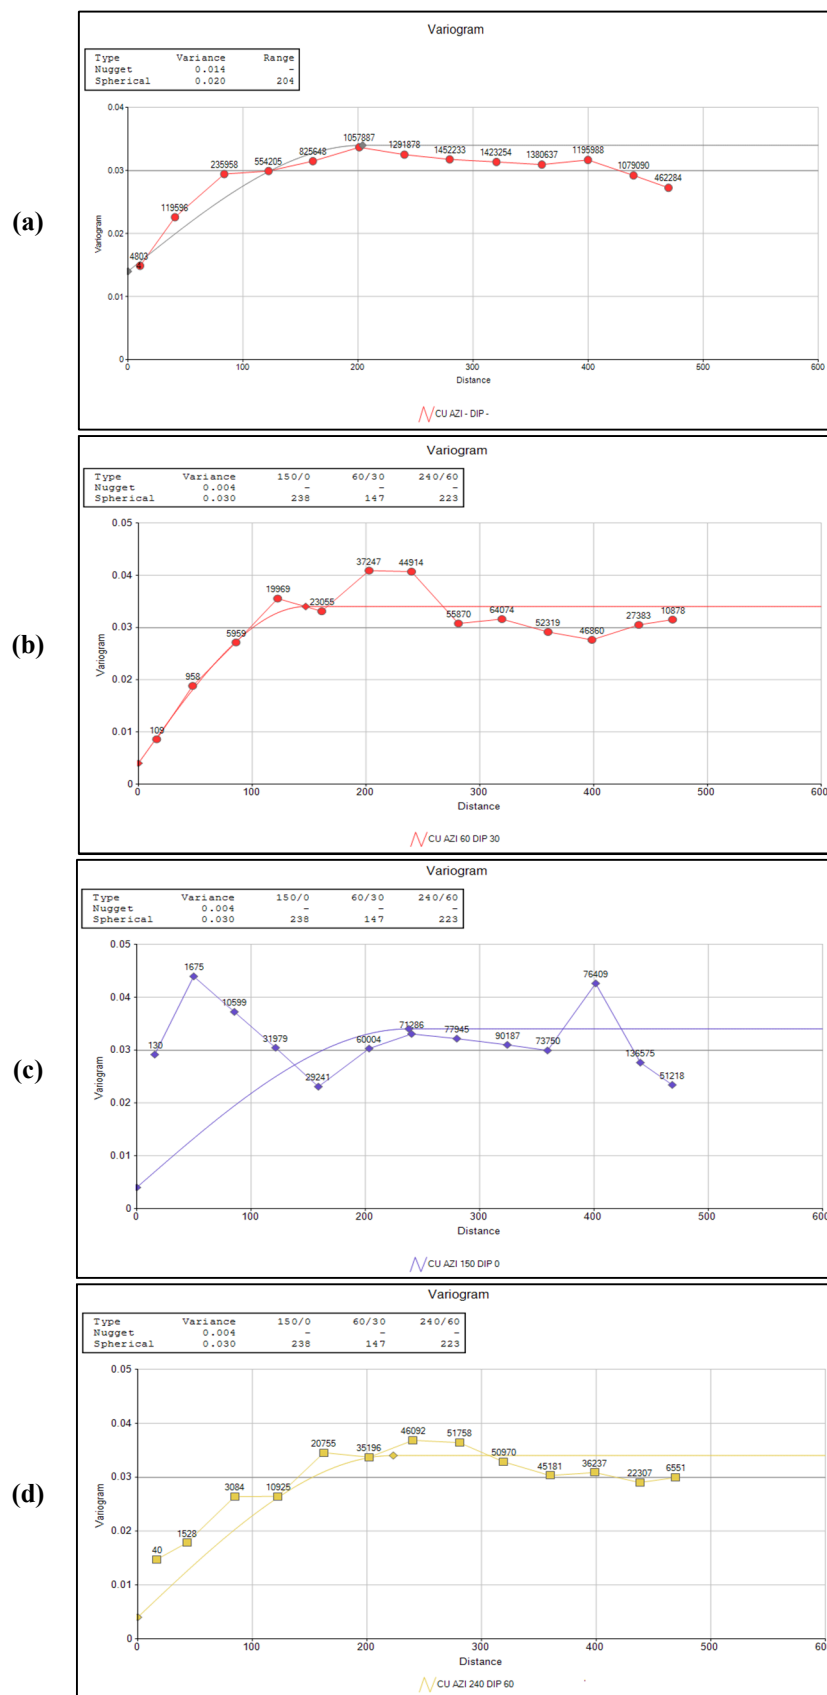 (a)
Variogram
Type Variance Range
Nugget 0.014 -
Spherical 0.020 204
0.04
0.03
0.02
0.01
0
Variogram
4803 119596 235958 554205 825648 1057887 1291878 1452233 1423254 1380637 1195988 1079090 462284
0 100 200 300 400 500 600
Distance
CU AZI - DIP -
(b)
Variogram
Type Variance 150/0 60/30 240/60
Nugget 0.004 - - -
Spherical 0.030 238 147 223
0.05
0.04
0.03
0.02
0.01
0
Variogram
109 958 5959 19969 23055 37247 44914 55870 64074 52319 46860 27383 10878
0 100 200 300 400 500 600
Distance
CU AZI 60 DIP 30
(c)
Variogram
Type Variance 150/0 60/30 240/60
Nugget 0.004 - - -
Spherical 0.030 238 147 223
0.05
0.04
0.03
0.02
0.01
0
Variogram
130 1675 10599 31979 29241 60004 71286 77945 90187 73750 76409 136575 51218
0 100 200 300 400 500 600
Distance
CU AZI 150 DIP 0
(d)
Variogram
Type Variance 150/0 60/30 240/60
Nugget 0.004 - - -
Spherical 0.030 238 147 223
0.05
0.04
0.03
0.02
0.01
0
Variogram
40 1528 3084 10925 20755 35196 46092 51758 50970 45181 36237 22307 6551
0 100 200 300 400 500 600
Distance
CU AZI 240 DIP 60